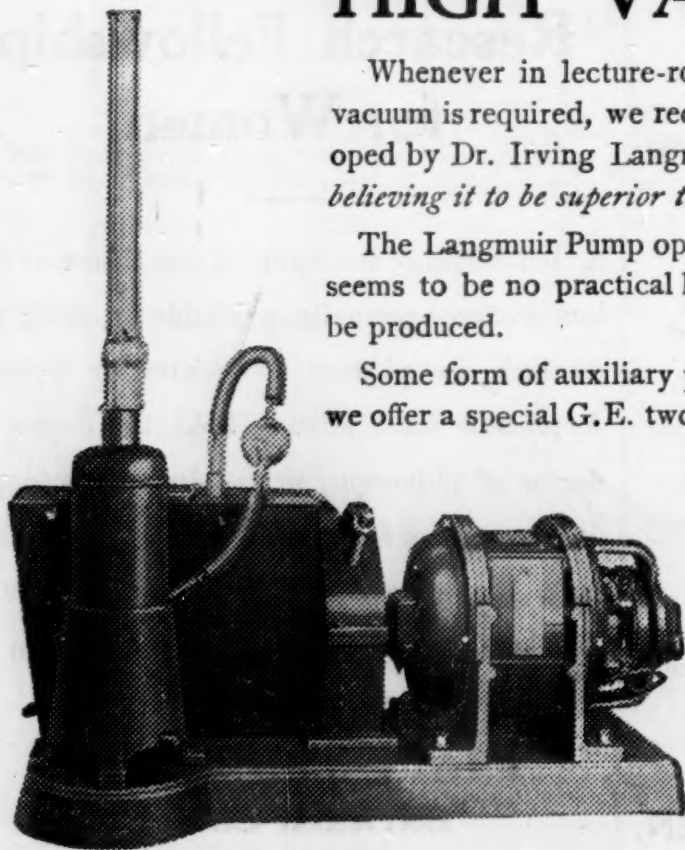 HIGH VA
Whenever in lecture-ro
vacuum is required, we rec
oped by Dr. Irving Langm
believing it to be superior t
The Langmuir Pump op
seems to be no practical l
be produced.
Some form of auxiliary p
we offer a special G.E. two